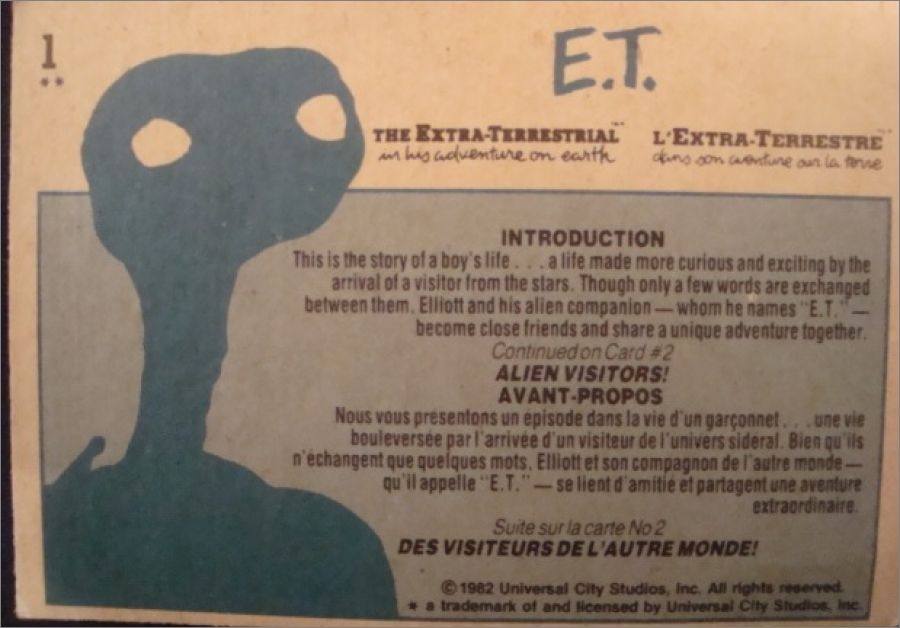 1
**
E.T.
THE EXTRA-TERRESTRIAL™
in his adventure on earth
L'EXTRA-TERRESTRE™
dans son aventure sur la terre
INTRODUCTION
This is the story of a boy's life . . . a life made more curious and exciting by the
arrival of a visitor from the stars. Though only a few words are exchanged
between them. Elliott and his alien companion — whom he names "E.T." —
become close friends and share a unique adventure together.
Continued on Card #2
ALIEN VISITORS!
AVANT-PROPOS
Nous vous présentons un épisode dans la vie d'un garçonnet . . . une vie
bouleversée par l'arrivée d'un visiteur de l'univers sidéral. Bien qu'ils
n'échangent que quelques mots, Elliott et son compagnon de l'autre monde —
qu'il appelle "E.T." — se lient d'amitié et partagent une aventure
extraordinaire.
Suite sur la carte No 2
DES VISITEURS DE L'AUTRE MONDE!
©1982 Universal City Studios, Inc. All rights reserved.
* a trademark of and licensed by Universal City Studios, Inc.